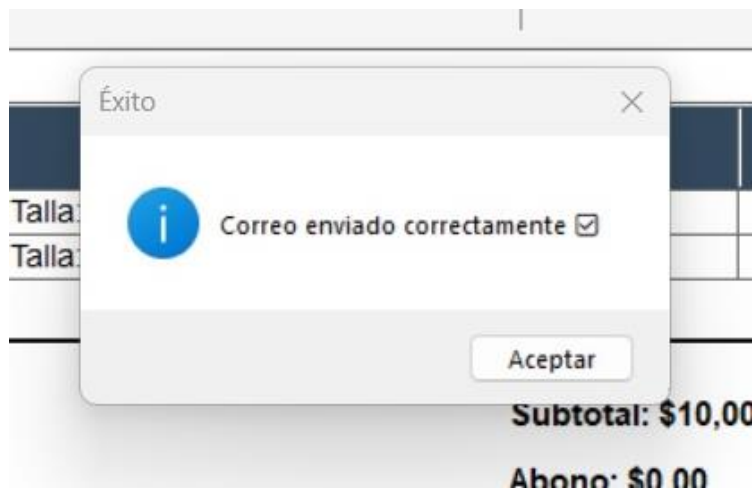 Éxito
Talla:
Correo enviado correctamente ☑
Talla:
Aceptar
Subtotal: $10,00
Abono: $0.00